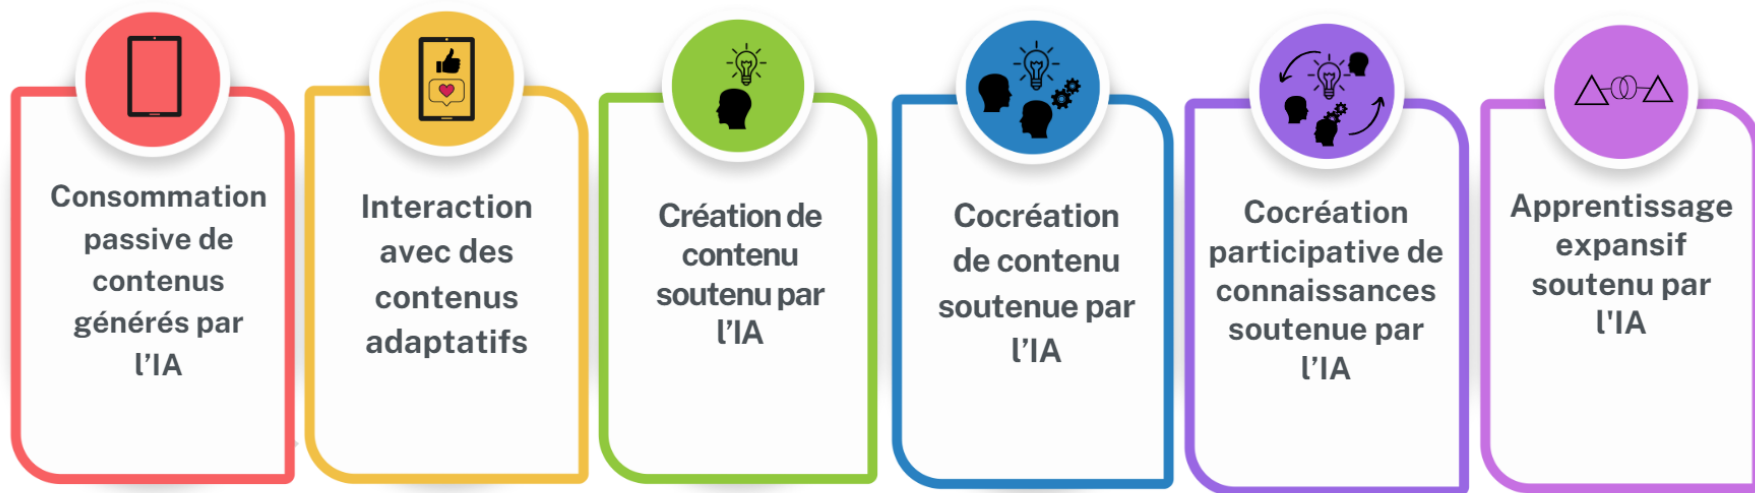 Consommation
passive de
contenus
générés par
l’IA
Interaction
avec des
contenus
adaptatifs
Création de
contenu
soutenu par
l’IA
Cocréation
de contenu
soutenue par
l’IA
Cocréation
participative de
connaissances
soutenue par
l’IA
Apprentissage
expansif
soutenu par
l'IA